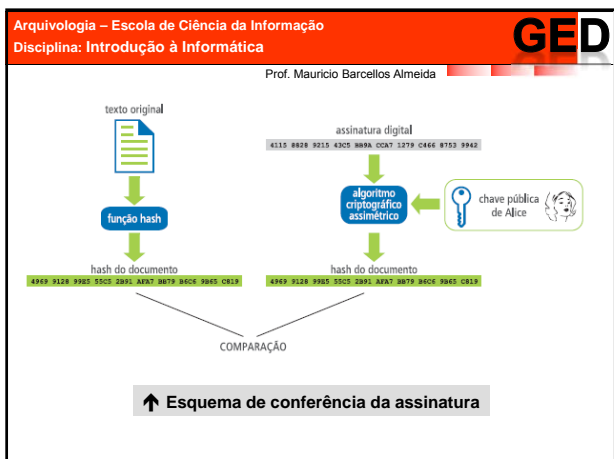 Arquivologia – Escola de Ciência da Informação
Disciplina: Introdução à Informática
GED
Prof. Mauricio Barcellos Almeida
texto original
função hash
hash do documento
4969 9128 99E5 55C5 2B91 AFA7 BB79 B6C6 9B65 C819
assinatura digital
4115 8828 9215 43C5 BB9A CCA7 1279 C466 8753 9942
algoritmo
criptográfico
assimétrico
chave pública
de Alice
hash do documento
4969 9128 99E5 55C5 2B91 AFA7 BB79 B6C6 9B65 C819
COMPARAÇÃO
Esquema de conferência da assinatura